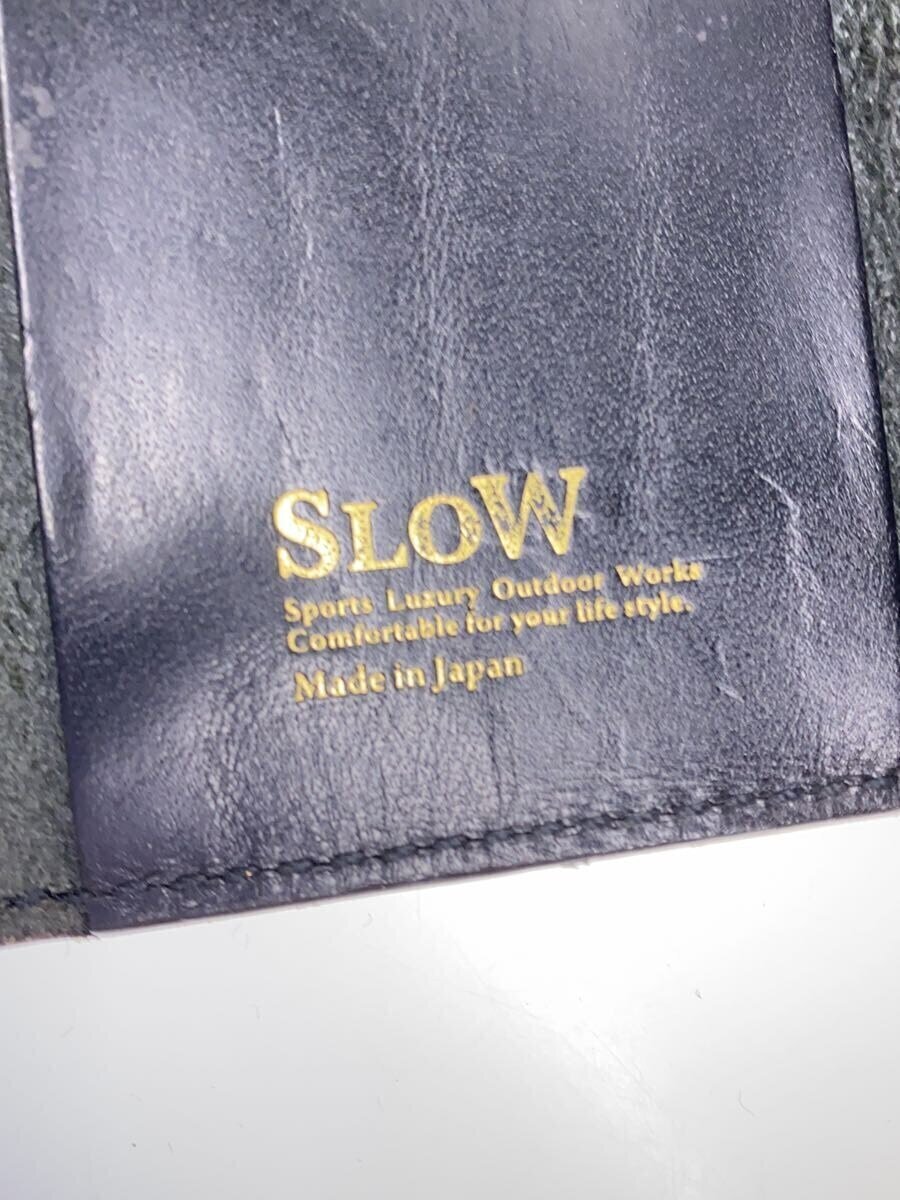 SLOW
Sports Luxury Outdoor Works
Comfortable for your life style.
Made in Japan